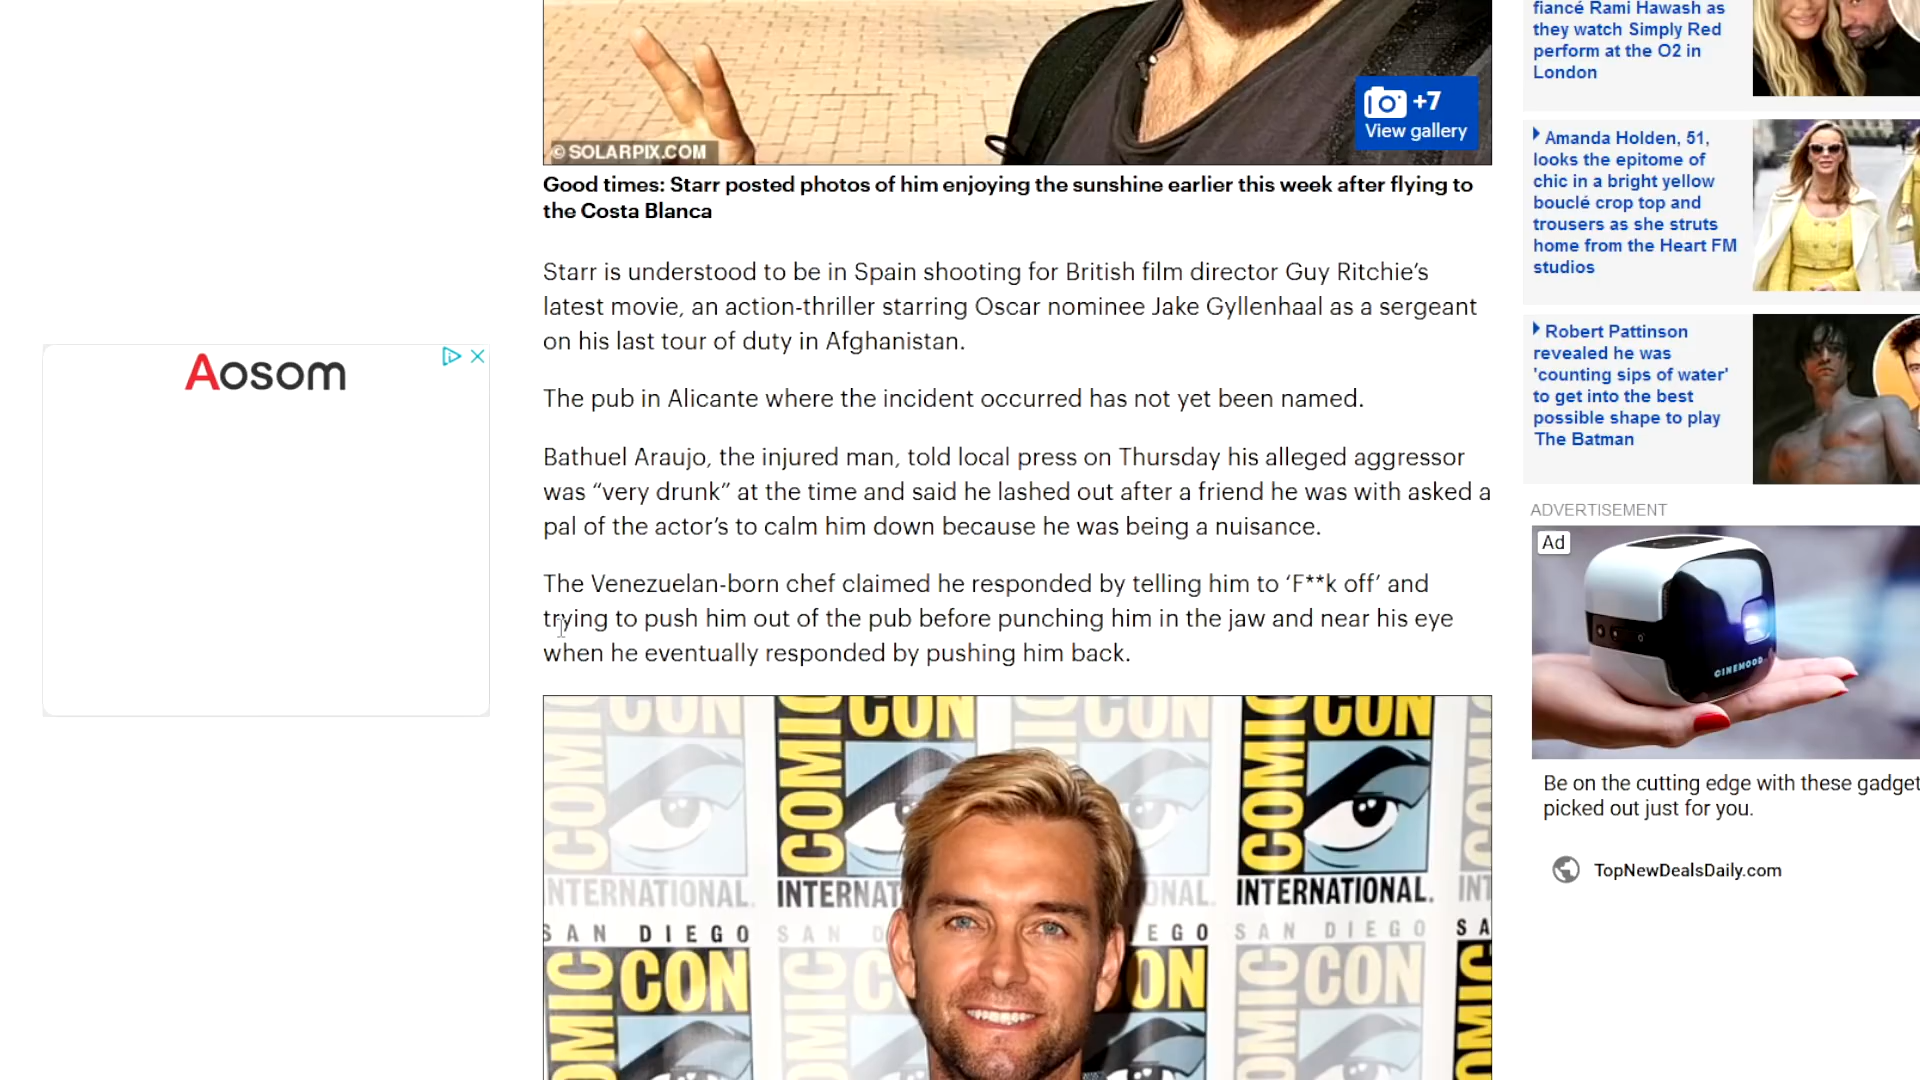 © SOLARPIX.COM
+7
View gallery
Good times: Starr posted photos of him enjoying the sunshine earlier this week after flying to
the Costa Blanca
Starr is understood to be in Spain shooting for British film director Guy Ritchie’s
latest movie, an action-thriller starring Oscar nominee Jake Gyllenhaal as a sergeant
on his last tour of duty in Afghanistan.
The pub in Alicante where the incident occurred has not yet been named.
Bathuel Araujo, the injured man, told local press on Thursday his alleged aggressor
was “very drunk” at the time and said he lashed out after a friend he was with asked a
pal of the actor’s to calm him down because he was being a nuisance.
The Venezuelan-born chef claimed he responded by telling him to ‘F**k off’ and
trying to push him out of the pub before punching him in the jaw and near his eye
when he eventually responded by pushing him back.
Aosom
fiancé Rami Hawash as
they watch Simply Red
perform at the O2 in
London
Amanda Holden, 51,
looks the epitome of
chic in a bright yellow
bouclé crop top and
trousers as she struts
home from the Heart FM
studios
Robert Pattinson
revealed he was
'counting sips of water'
to get into the best
possible shape to play
The Batman
ADVERTISEMENT
Ad
CINEMOOD
Be on the cutting edge with these gadget
picked out just for you.
TopNewDealsDaily.com
COMIC CON
COMIC CON
INTERNATIONAL.
INTERNATIONAL.
SAN DIEGO
SAN DIEGO
COMIC CON